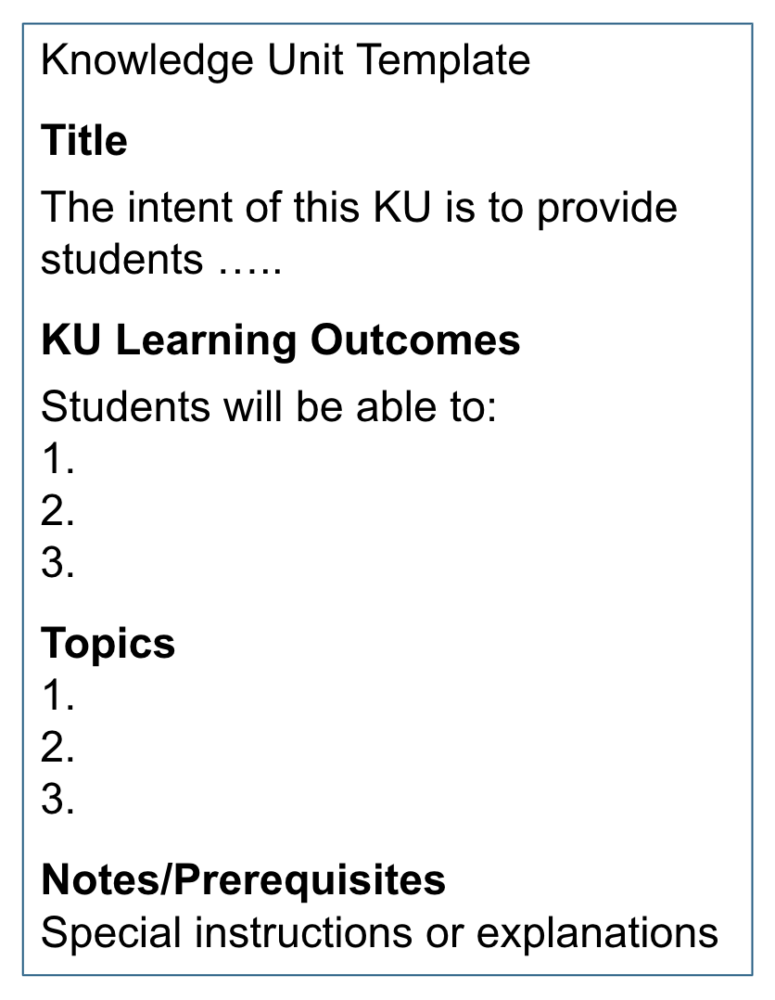 Knowledge Unit Template
Title
The intent of this KU is to provide
students …..
KU Learning Outcomes
Students will be able to:
1.
2.
3.
Topics
1.
2.
3.
Notes/Prerequisites
Special instructions or explanations